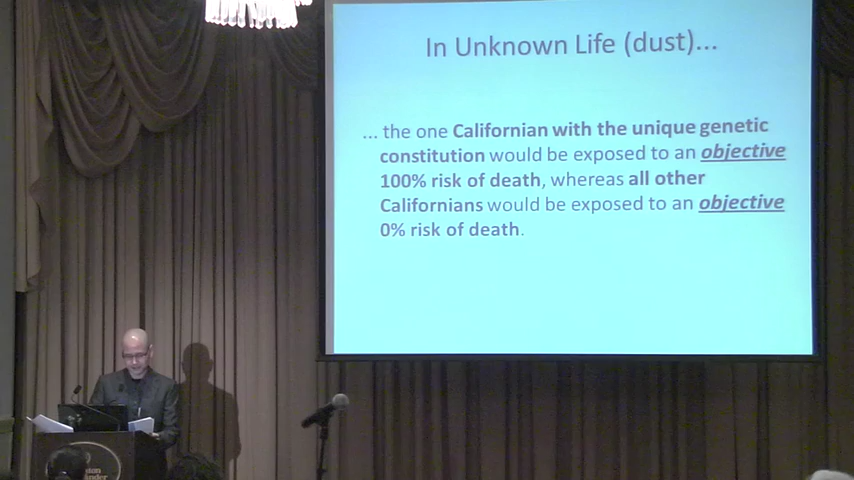 In Unknown Life (dust)...
... the one Californian with the unique genetic
constitution would be exposed to an objective
100% risk of death, whereas all other
Californians would be exposed to an objective
0% risk of death.